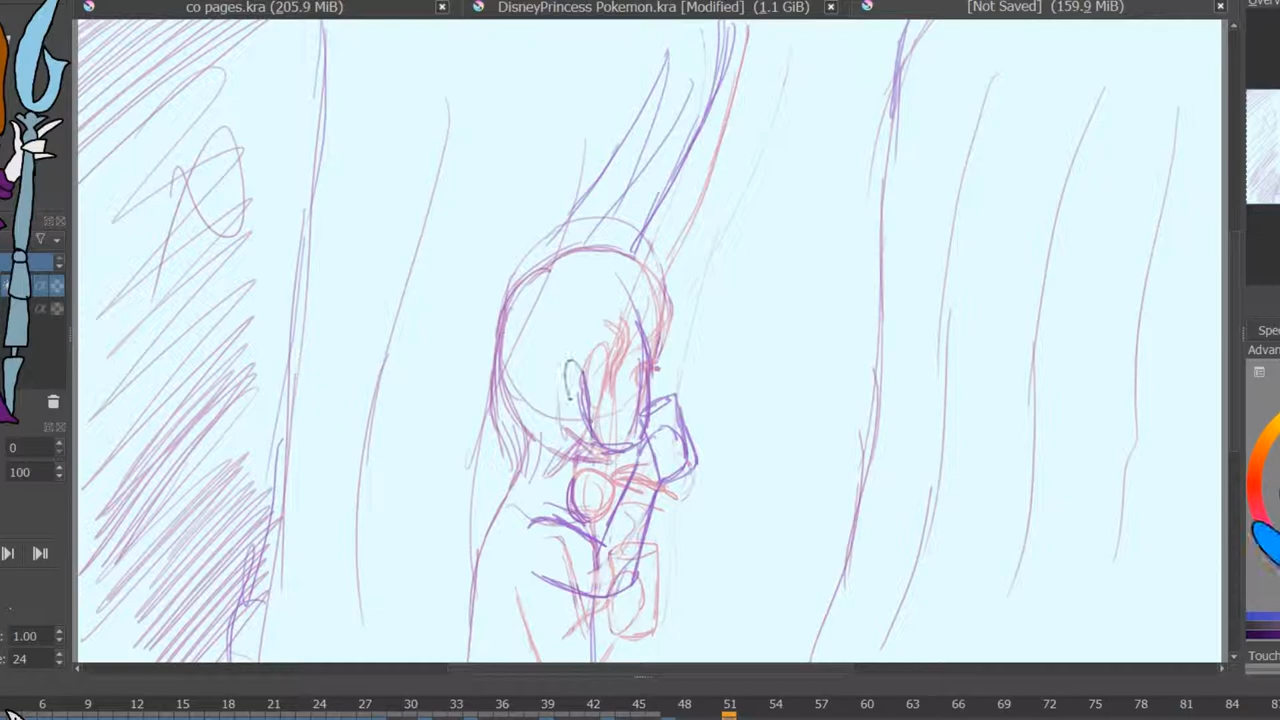 co pages.kra (205.9 MiB)
DisneyPrincess Pokemon.kra [Modified] (1.1 GiB)
[Not Saved] (159.9 MiB)
0
100
: 1.00
: 24
Advan
Touch
6 9 12 15 18 21 24 27 30 33 36 39 42 45 48 51 54 57 60 63 66 69 72 75 78 81 84